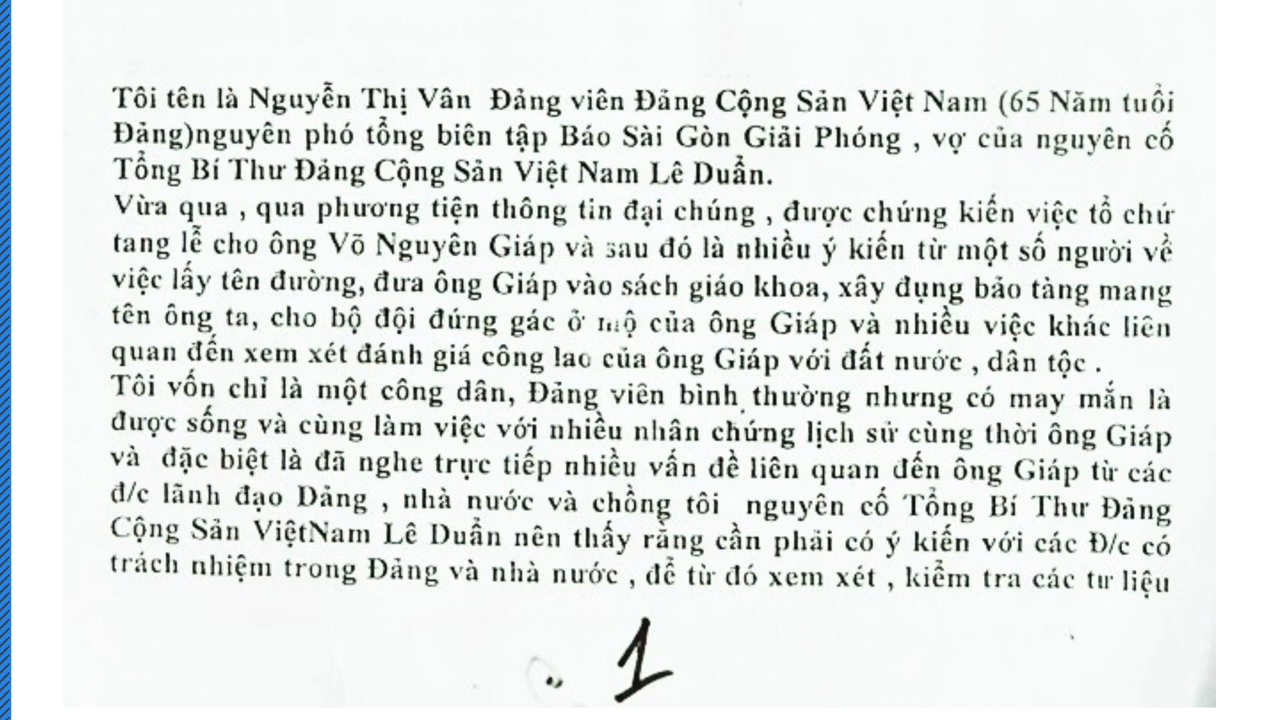 Tôi tên là Nguyễn Thị Vân Đảng viên Đảng Cộng Sản Việt Nam (65 Năm tuổi
Đảng)nguyên phó tổng biên tập Báo Sài Gòn Giải Phóng , vợ của nguyên cố
Tổng Bí Thư Đảng Cộng Sản Việt Nam Lê Duẩn.
Vừa qua , qua phương tiện thông tin đại chúng , được chứng kiến việc tổ chứ
tang lễ cho ông Võ Nguyên Giáp và sau đó là nhiều ý kiến từ một số người về
việc lấy tên đường, đưa ông Giáp vào sách giáo khoa, xây dụng bảo tàng mang
tên ông ta, cho bộ đội đứng gác ở mộ của ông Giáp và nhiều việc khác liên
quan đến xem xét đánh giá công lao của ông Giáp với đất nước , dân tộc .
Tôi vốn chỉ là một công dân, Đảng viên bình thường nhưng có may mắn là
được sống và cùng làm việc với nhiều nhân chứng lịch sử cùng thời ông Giáp
và đặc biệt là đã nghe trực tiếp nhiều vấn đề liên quan đến ông Giáp từ các
đ/c lãnh đạo Dảng , nhà nước và chồng tôi nguyên cố Tổng Bí Thư Đảng
Cộng Sản ViệtNam Lê Duẩn nên thấy rằng cần phải có ý kiến với các Đ/c có
trách nhiệm trong Đảng và nhà nước , để từ đó xem xét , kiểm tra các tư liệu
1